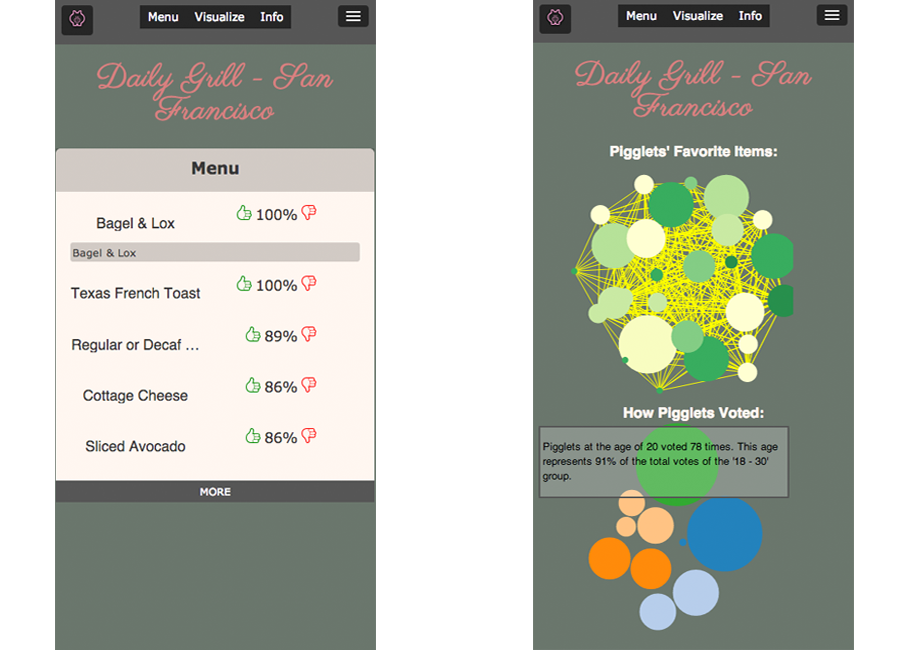 Menu Visualize Info
Daily Grill - San
Francisco
Menu
Bagel & Lox 100%
Bagel & Lox
Texas French Toast 100%
Regular or Decaf ... 89%
Cottage Cheese 86%
Sliced Avocado 86%
MORE
Menu Visualize Info
Daily Grill - San
Francisco
Pigglets' Favorite Items:
How Pigglets Voted:
Pigglets at the age of 20 voted 78 times. This age
represents 91% of the total votes of the '18 - 30'
group.